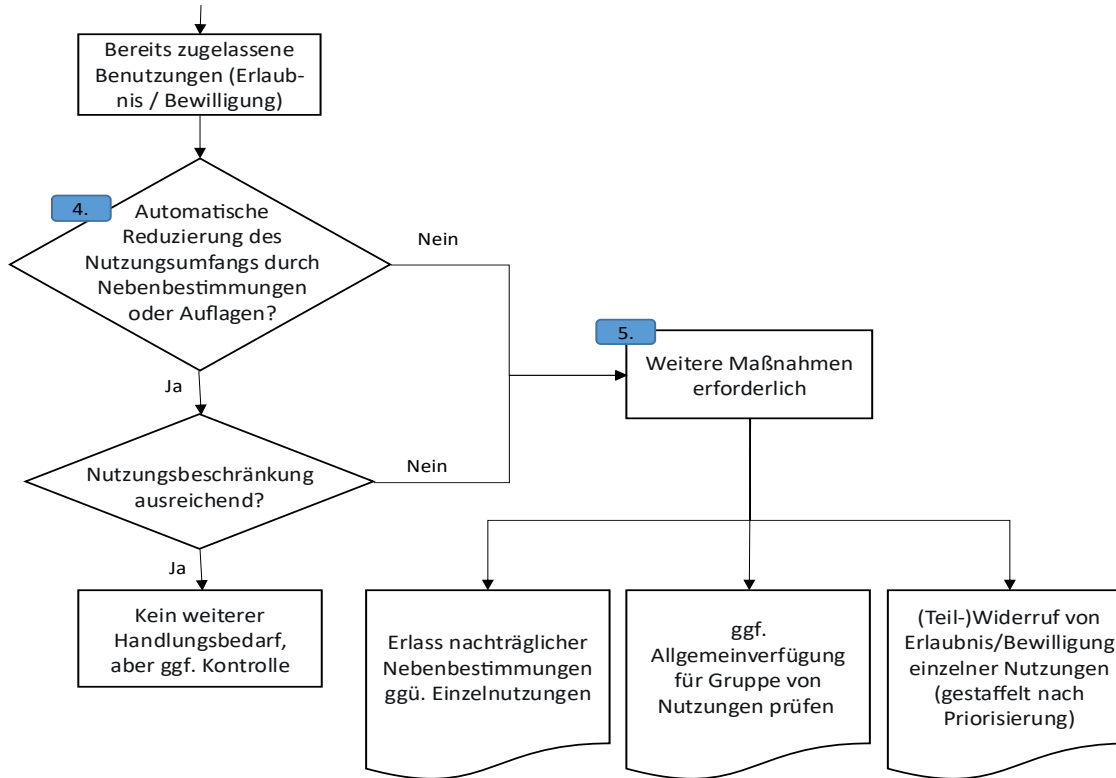 Bereits zugelassene
Benutzungen (Erlaub-
nis / Bewilligung)
4.
Automatische
Reduzierung des
Nutzungsumfangs durch
Nebenbestimmungen
oder Auflagen?
Nein
5.
Weitere Maßnahmen
erforderlich
Ja
Nutzungsbeschränkung
ausreichend?
Nein
Ja
Kein weiterer
Handlungsbedarf,
aber ggf. Kontrolle
Erlass nachträglicher
Nebenbestimmungen
ggü. Einzelnutzungen
ggf.
Allgemeinverfügung
für Gruppe von
Nutzungen prüfen
(Teil-)Widerruf von
Erlaubnis/Bewilligung
einzelner Nutzungen
(gestaffelt nach
Priorisierung)